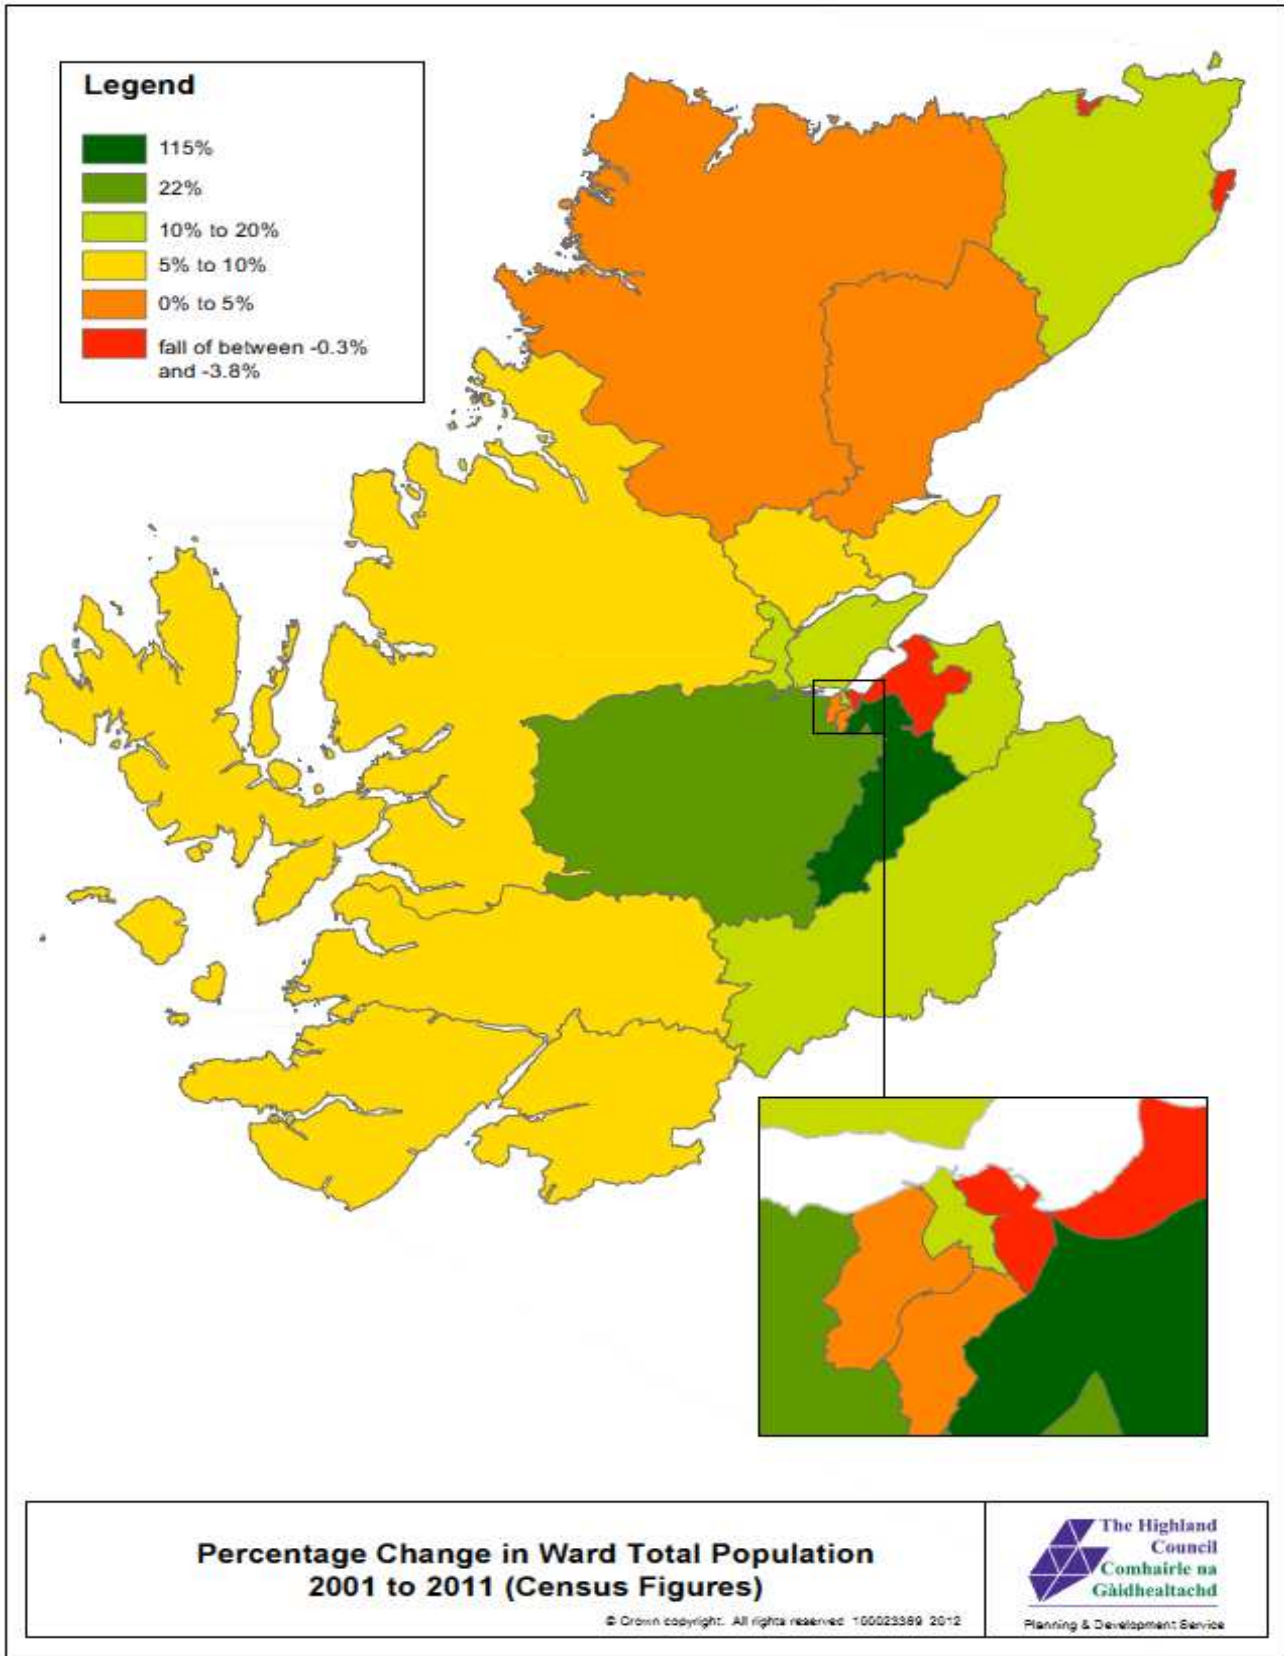 Legend
115%
22%
10% to 20%
5% to 10%
0% to 5%
fall of between -0.3%
and -3.8%
Percentage Change in Ward Total Population
2001 to 2011 (Census Figures)
© Crown copyright. All rights reserved 100023369 2012
The Highland
Council
Comhairle na
Gàidhealtachd
Planning & Development Service